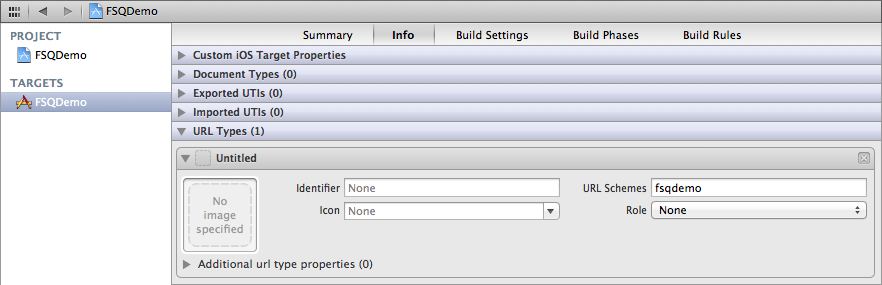 FSQDemo
PROJECT
FSQDemo
TARGETS
FSQDemo
Summary Info Build Settings Build Phases Build Rules
Custom iOS Target Properties
Document Types (0)
Exported UTIs (0)
Imported UTIs (0)
URL Types (1)
Untitled
No
image
specified
Identifier None
URL Schemes fsqdemo
Icon None
Role None
Additional url type properties (0)